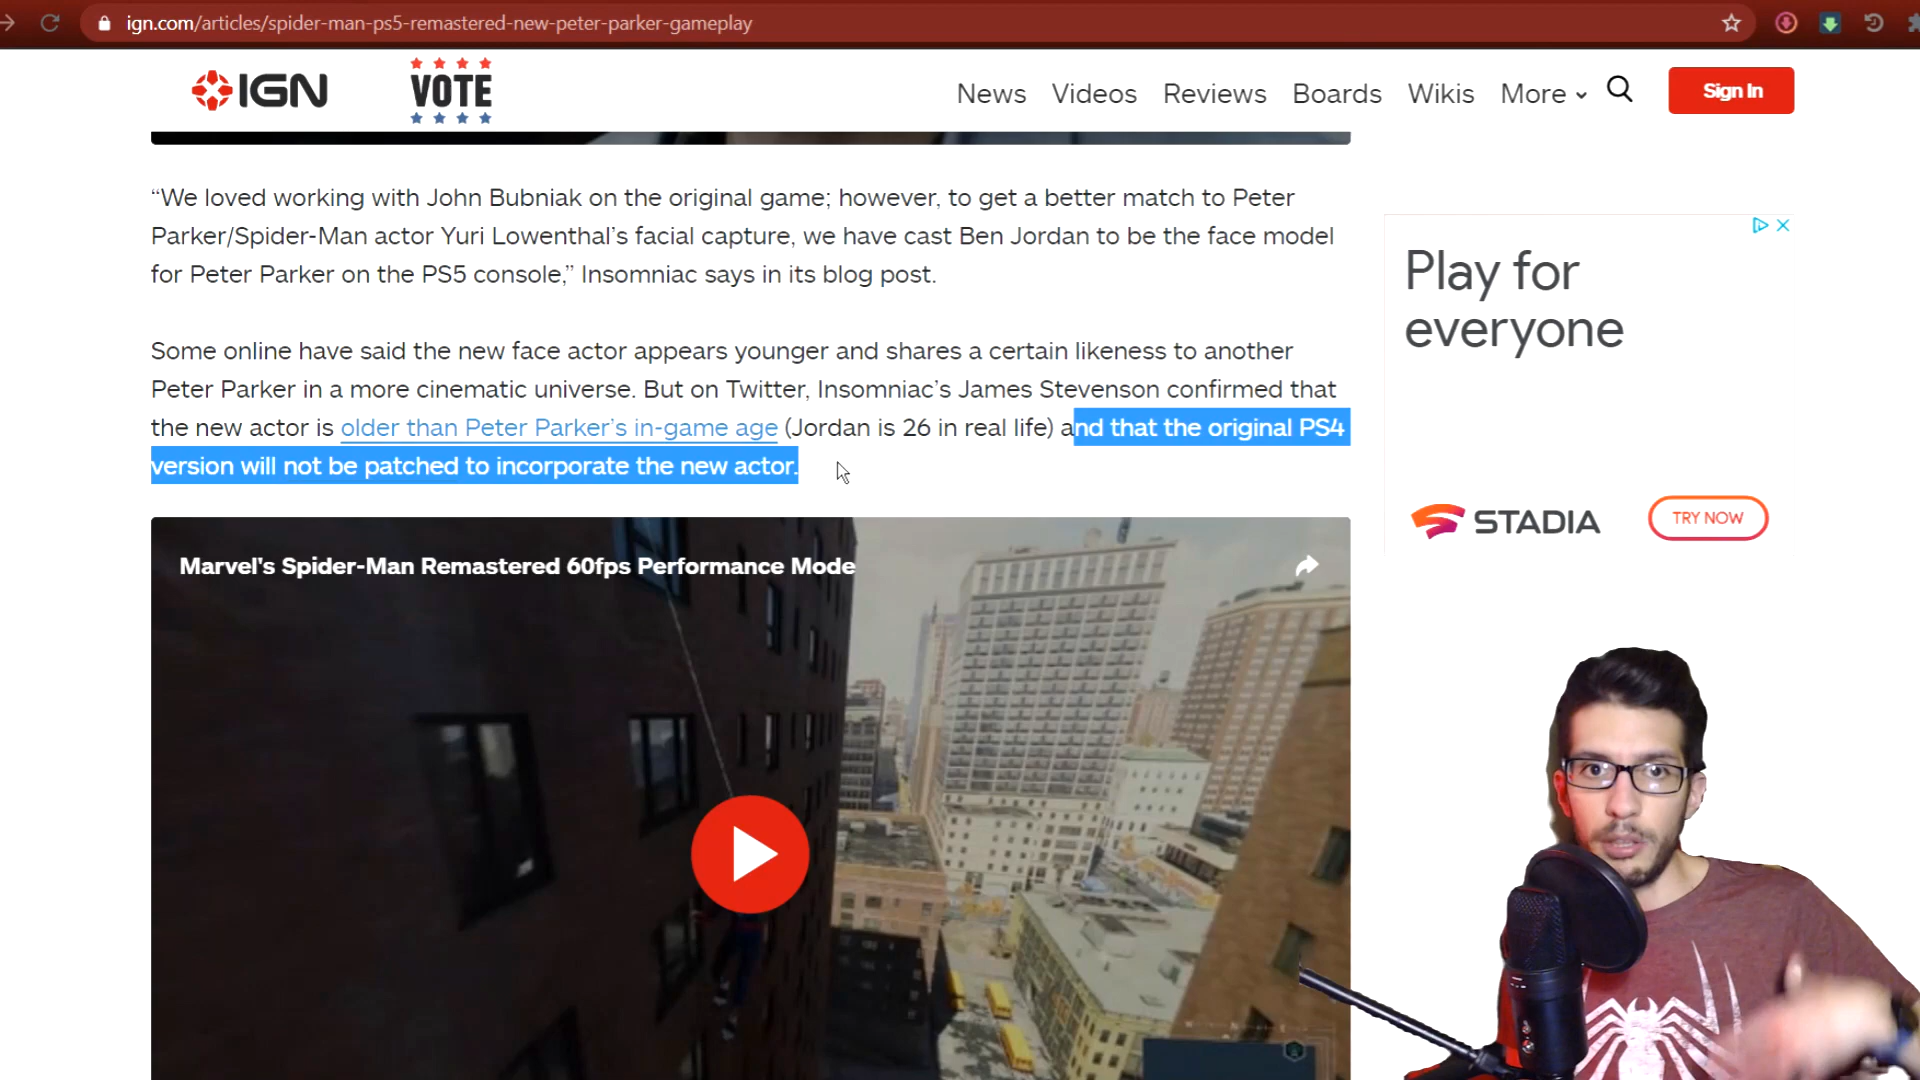 ign.com/articles/spider-man-ps5-remastered-new-peter-parker-gameplay
IGN
VOTE
News Videos Reviews Boards Wikis More
Sign In
“We loved working with John Bubniak on the original game; however, to get a better match to Peter
Parker/Spider-Man actor Yuri Lowenthal’s facial capture, we have cast Ben Jordan to be the face model
for Peter Parker on the PS5 console,” Insomniac says in its blog post.
Some online have said the new face actor appears younger and shares a certain likeness to another
Peter Parker in a more cinematic universe. But on Twitter, Insomniac’s James Stevenson confirmed that
the new actor is older than Peter Parker’s in-game age (Jordan is 26 in real life) and that the original PS4
version will not be patched to incorporate the new actor.
Play for
everyone
STADIA
TRY NOW
Marvel's Spider-Man Remastered 60fps Performance Mode